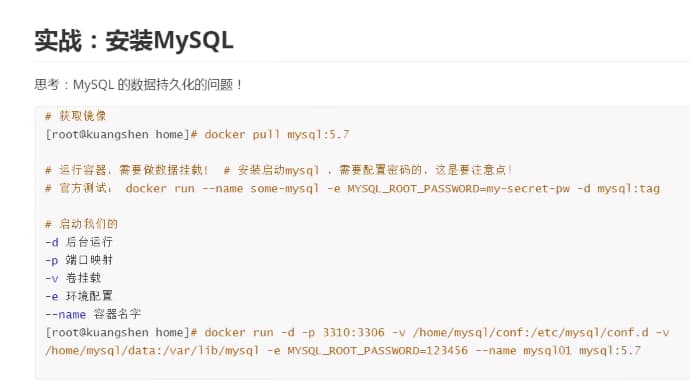 实战：安装MySQL
思考：MySQL 的数据持久化的问题！
# 获取镜像
[root@kuangshen home]# docker pull mysql:5.7
# 运行容器，需要做数据挂载！ # 安装启动mysql ，需要配置密码的，这是要注意点！
# 官方测试： docker run --name some-mysql -e MYSQL_ROOT_PASSWORD=my-secret-pw -d mysql:tag
# 启动我们的
-d 后台运行
-p 端口映射
-v 卷挂载
-e 环境配置
--name 容器名字
[root@kuangshen home]# docker run -d -p 3310:3306 -v /home/mysql/conf:/etc/mysql/conf.d -v
/home/mysql/data:/var/lib/mysql -e MYSQL_ROOT_PASSWORD=123456 --name mysql01 mysql:5.7